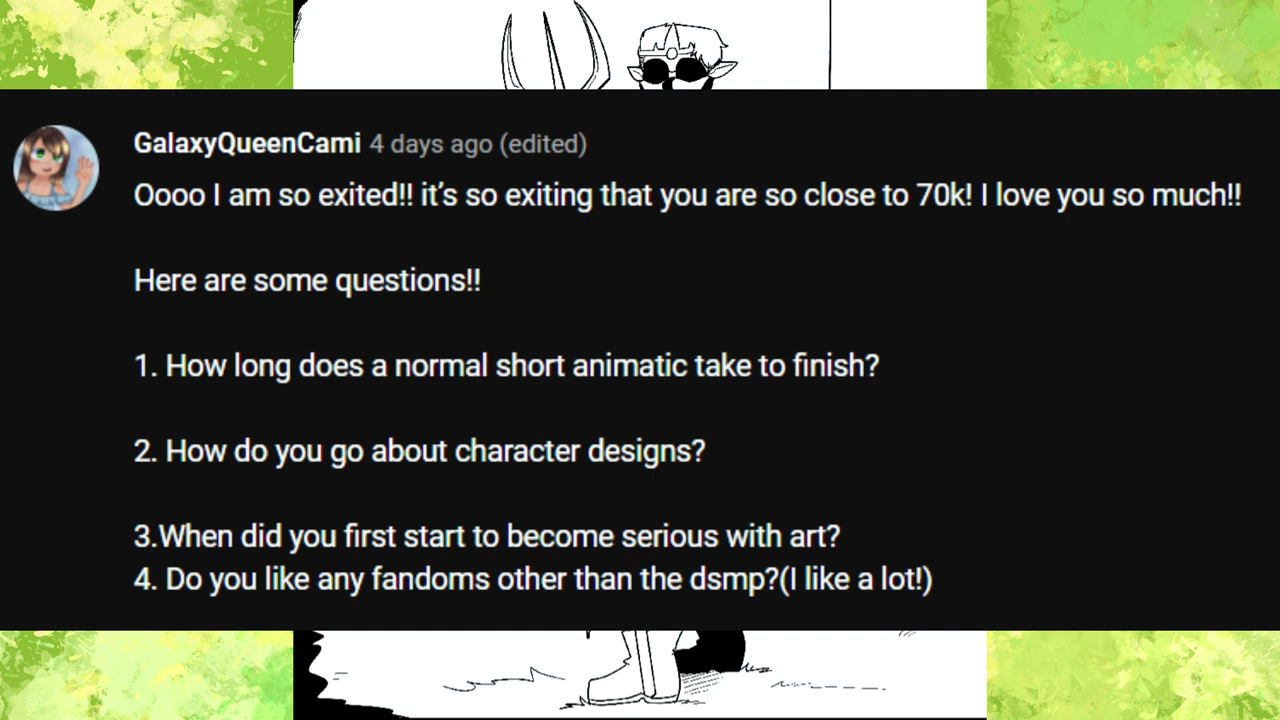 GalaxyQueenCami 4 days ago (edited)
Oooo I am so exited!! it's so exiting that you are so close to 70k! I love you so much!!
Here are some questions!!
1. How long does a normal short animatic take to finish?
2. How do you go about character designs?
3.When did you first start to become serious with art?
4. Do you like any fandoms other than the dsmp?(I like a lot!)